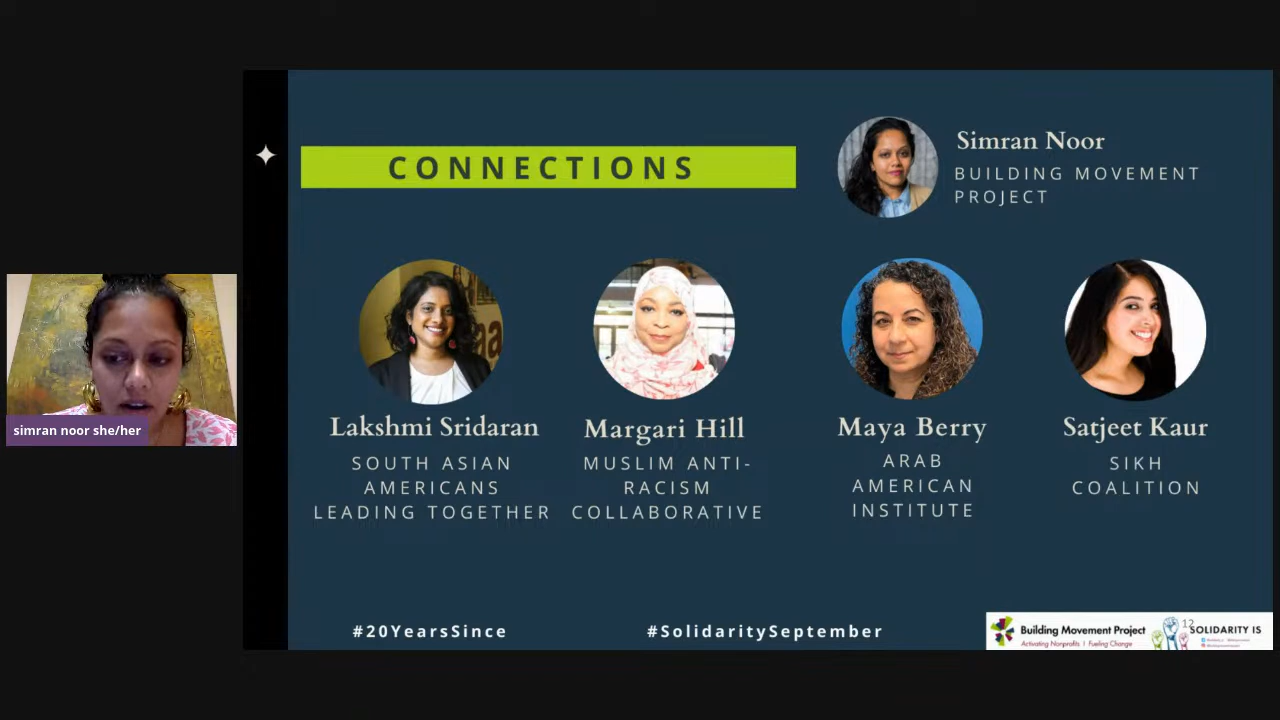 CONNECTIONS
Simran Noor
BUILDING MOVEMENT
PROJECT
simran noor she/her
Lakshmi Sridaran
SOUTH ASIAN
AMERICANS
LEADING TOGETHER
Margari Hill
MUSLIM ANTI-
RACISM
COLLABORATIVE
Maya Berry
ARAB
AMERICAN
INSTITUTE
Satjeet Kaur
SIKH
COALITION
#20YearsSince
#SolidaritySeptember
Building Movement Project
Activating Nonprofits | Fueling Change
12
SOLIDARITY IS